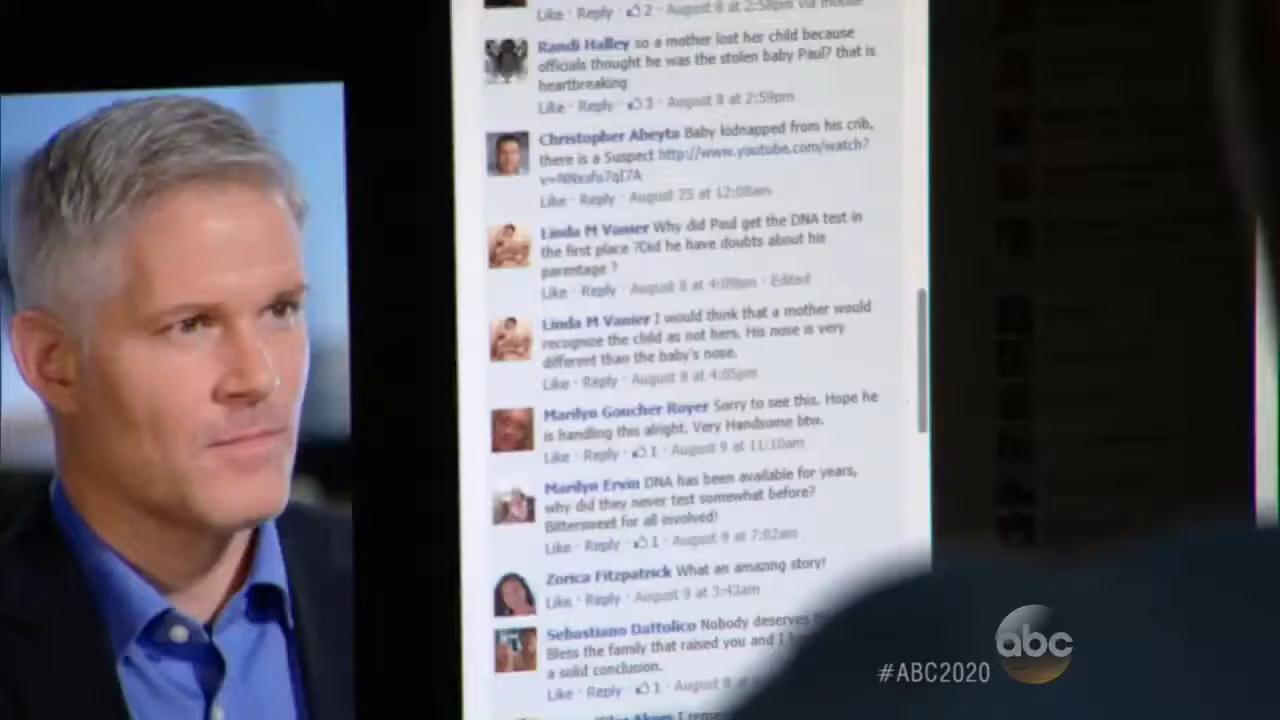 Like · Reply · 2 · August 8 at 2:58pm via mobile
Randi Halley so a mother lost her child because
officials thought he was the stolen baby Paul? that is
heartbreaking
Like · Reply · 3 · August 8 at 2:59pm
Christopher Abeyta Baby kidnapped from his crib,
there is a Suspect http://www.youtube.com/watch?
Like · Reply · August 25 at 12:08am
Linda M Vanier Why did Paul get the DNA test in
the first place ?Did he have doubts about his
parentage ?
Like · Reply · August 8 at 4:09pm · Edited
Linda M Vanier I would think that a mother would
recognize the child as not hers. His nose is very
different than the baby's nose.
Like · Reply · August 8 at 4:05pm
Marilyn Goucher Royer Sorry to see this. Hope he
is handling this alright. Very Handsome btw.
Like · Reply · 1 · August 9 at 11:10am
Marilyn Ervin DNA has been available for years,
why did they never test somewhat before?
Bittersweet for all involved!
Like · Reply · 1 · August 9 at 7:02am
Zorica Fitzpatrick What an amazing story!
Like · Reply · August 9 at 3:43am
Sebastiano Dattolico Nobody deserves
Bless the family that raised you and I
a solid conclusion.
Like · Reply · 1 · August 8 at
#ABC2020
abc